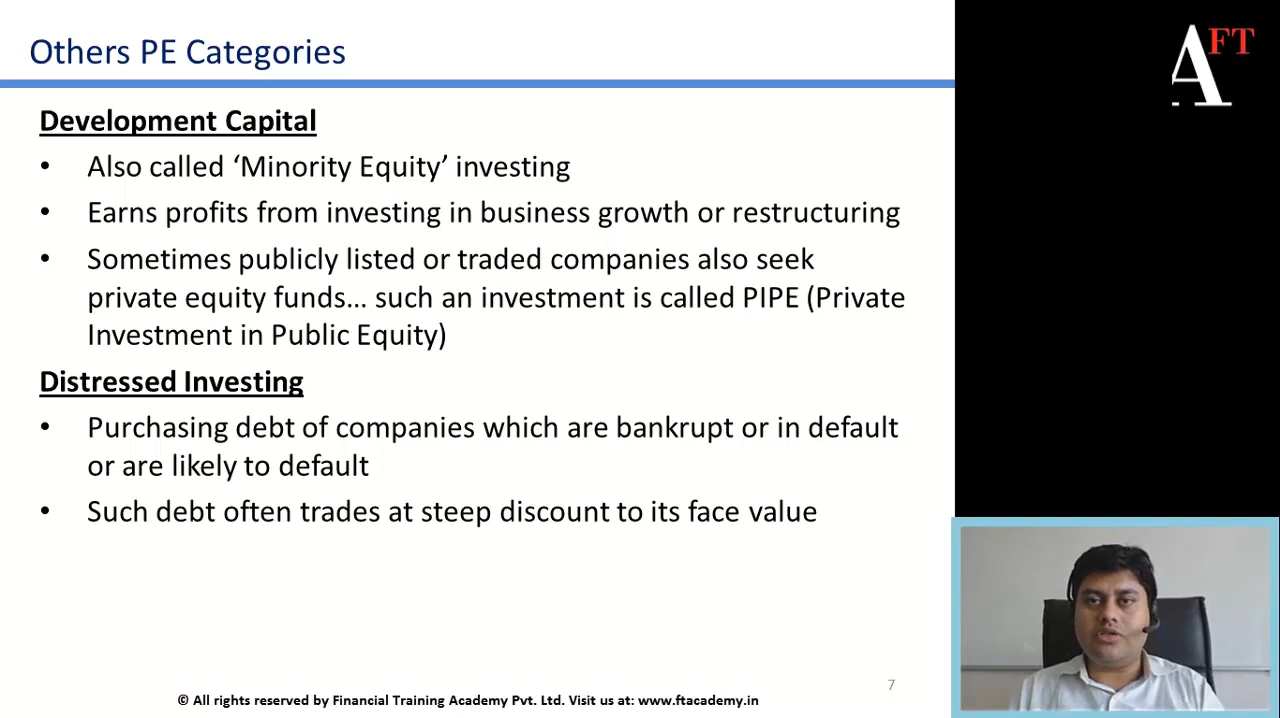 Others PE Categories
AFT
Development Capital
• Also called ‘Minority Equity’ investing
• Earns profits from investing in business growth or restructuring
• Sometimes publicly listed or traded companies also seek
private equity funds... such an investment is called PIPE (Private
Investment in Public Equity)
Distressed Investing
• Purchasing debt of companies which are bankrupt or in default
or are likely to default
• Such debt often trades at steep discount to its face value
7
© All rights reserved by Financial Training Academy Pvt. Ltd. Visit us at: www.ftacademy.in